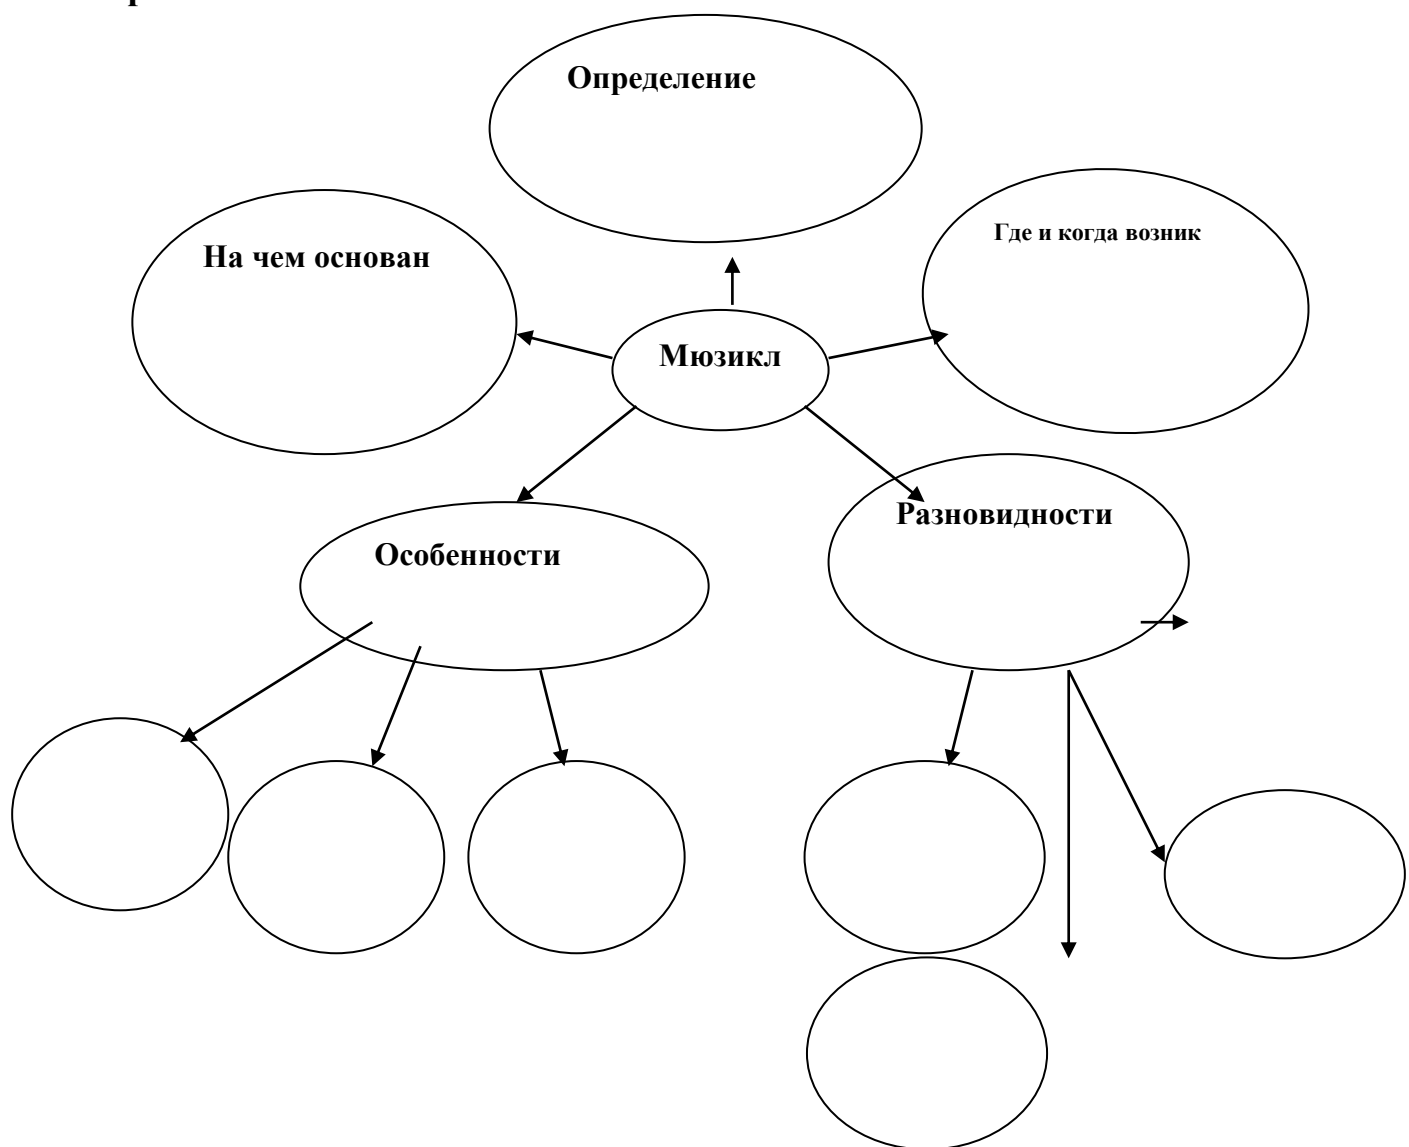 Определение
Где и когда возник
На чем основан
Мюзикл
Разновидности
Особенности